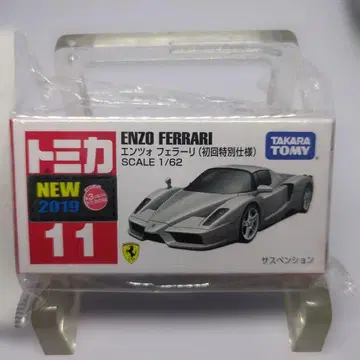 ENZO FERRARI
エンツォ フェラーリ(初回特別仕様)
SCALE 1/62
TAKARA
TOMY
トミカ
NEW
2019
11
サスペンション